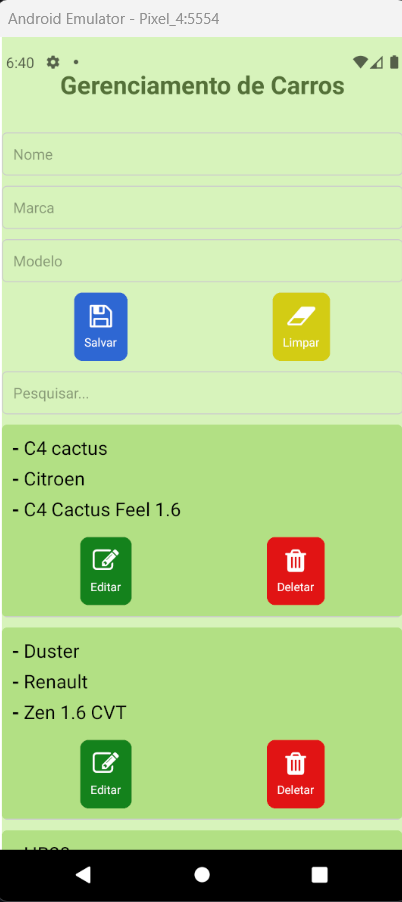 Android Emulator - Pixel_4:5554
6:40
Gerenciamento de Carros
Nome
Marca
Modelo
Salvar Limpar
Pesquisar...
- C4 cactus
- Citroen
- C4 Cactus Feel 1.6
Editar Deletar
- Duster
- Renault
- Zen 1.6 CVT
Editar Deletar